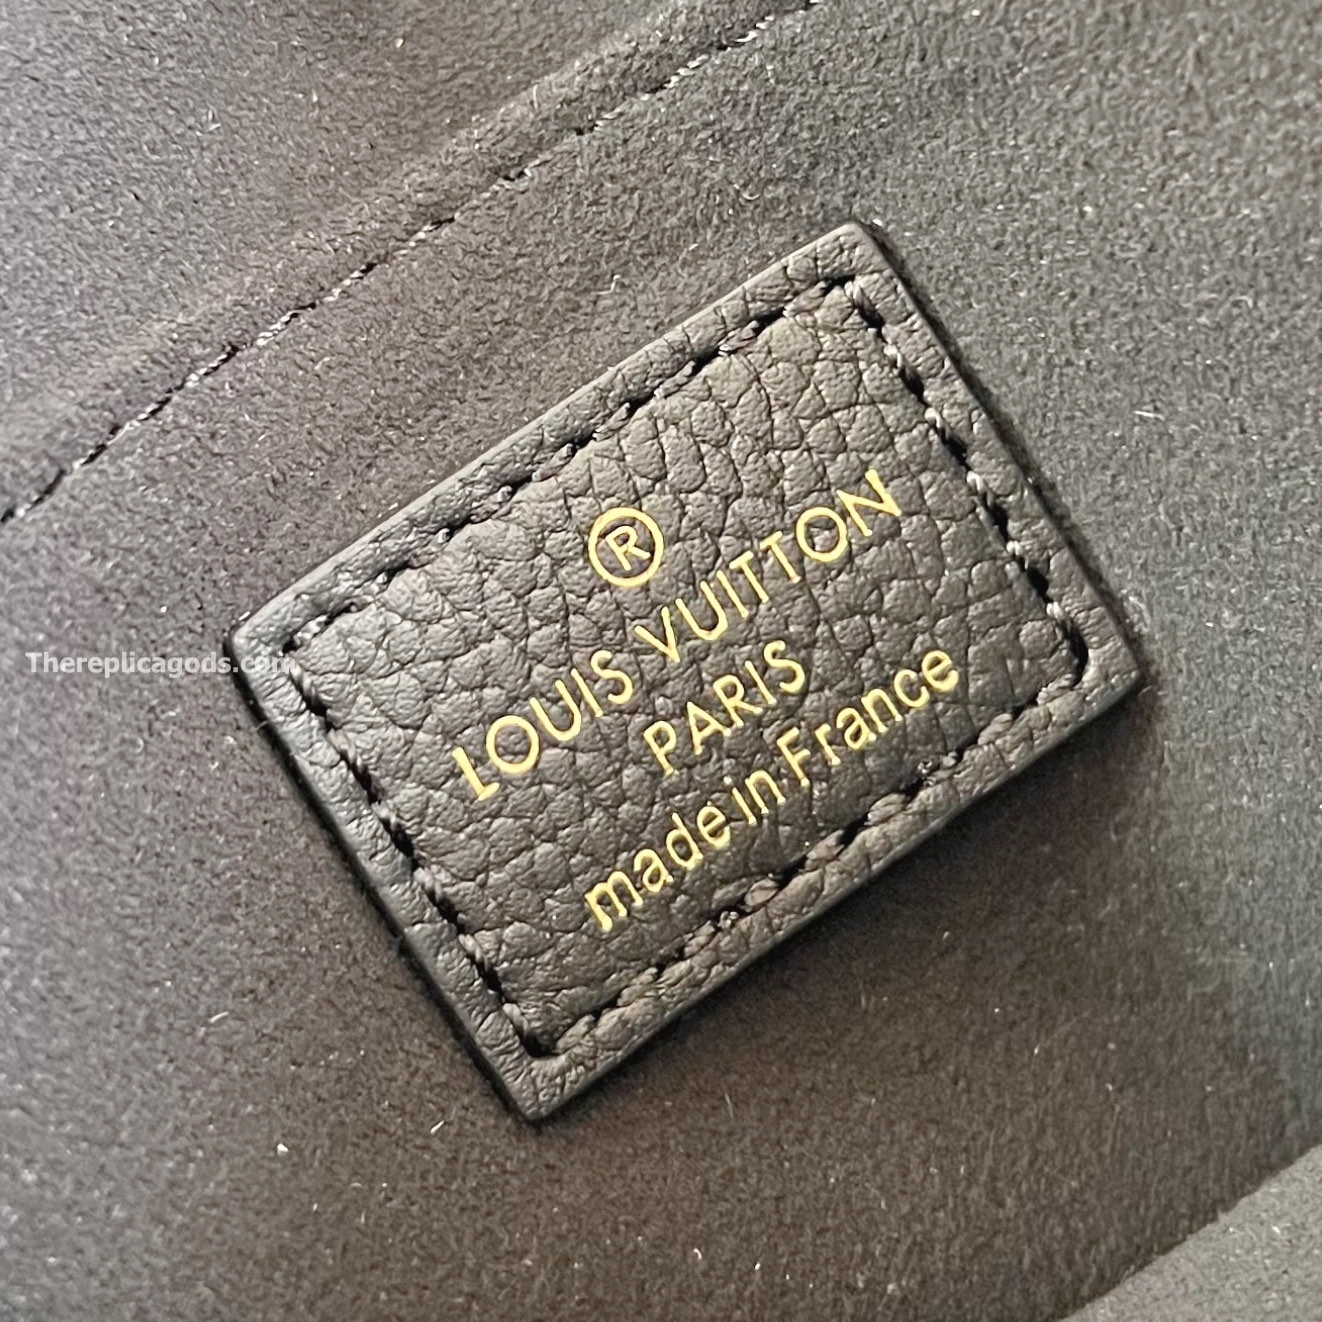 ®
LOUIS VUITTON
PARIS
made in France
Thereplicagods.com